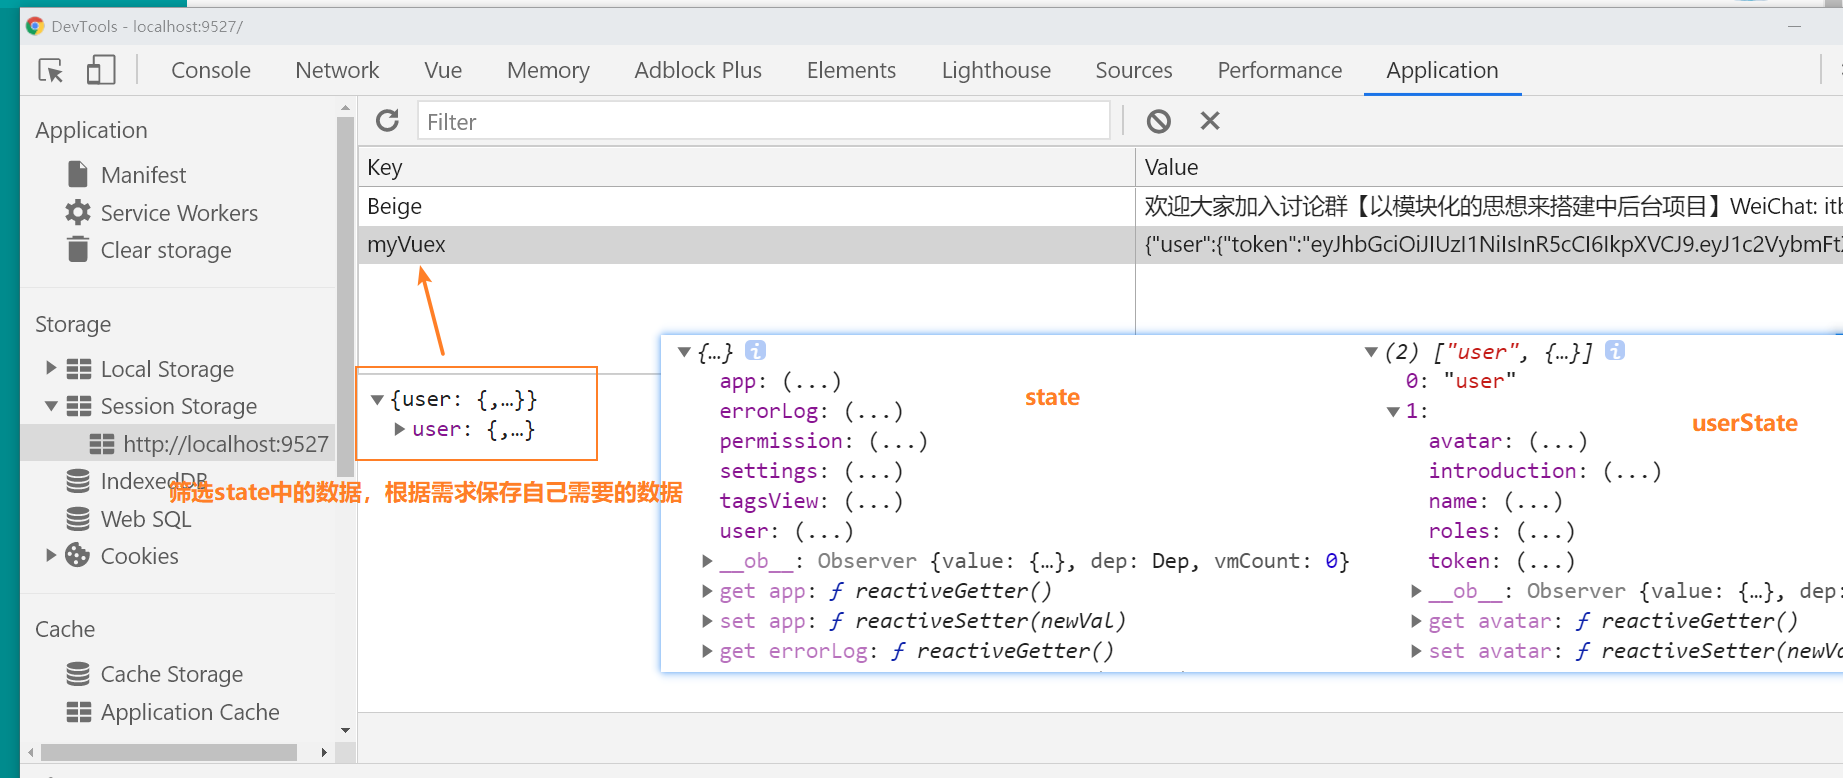 DevTools - localhost:9527/
Console Network Vue Memory Adblock Plus Elements Lighthouse Sources Performance Application
Application
Manifest
Service Workers
Clear storage
Storage
Local Storage
Session Storage
http://localhost:9527
IndexedDB
Web SQL
Cookies
Cache
Cache Storage
Application Cache
Filter
Key Value
Beige 欢迎大家加入讨论群【以模块化的思想来搭建中后台项目】WeiChat: itb
myVuex {"user":{"token":"eyJhbGciOiJIUzI1NiIsInR5cCI6IkpXVCJ9.eyJ1c2VybmFtZ
{user: {,…}}
user: {,…}
筛选state中的数据，根据需求保存自己需要的数据
{…} i
app: (...)
errorLog: (...)
permission: (...)
settings: (...)
tagsView: (...)
user: (...)
__ob__: Observer {value: {…}, dep: Dep, vmCount: 0}
get app: ƒ reactiveGetter()
set app: ƒ reactiveSetter(newVal)
get errorLog: ƒ reactiveGetter()
state
(2) ["user", {…}] i
0: "user"
1:
avatar: (...)
introduction: (...)
name: (...)
roles: (...)
token: (...)
__ob__: Observer {value: {…}, dep:
get avatar: ƒ reactiveGetter()
set avatar: ƒ reactiveSetter(newVa
userState